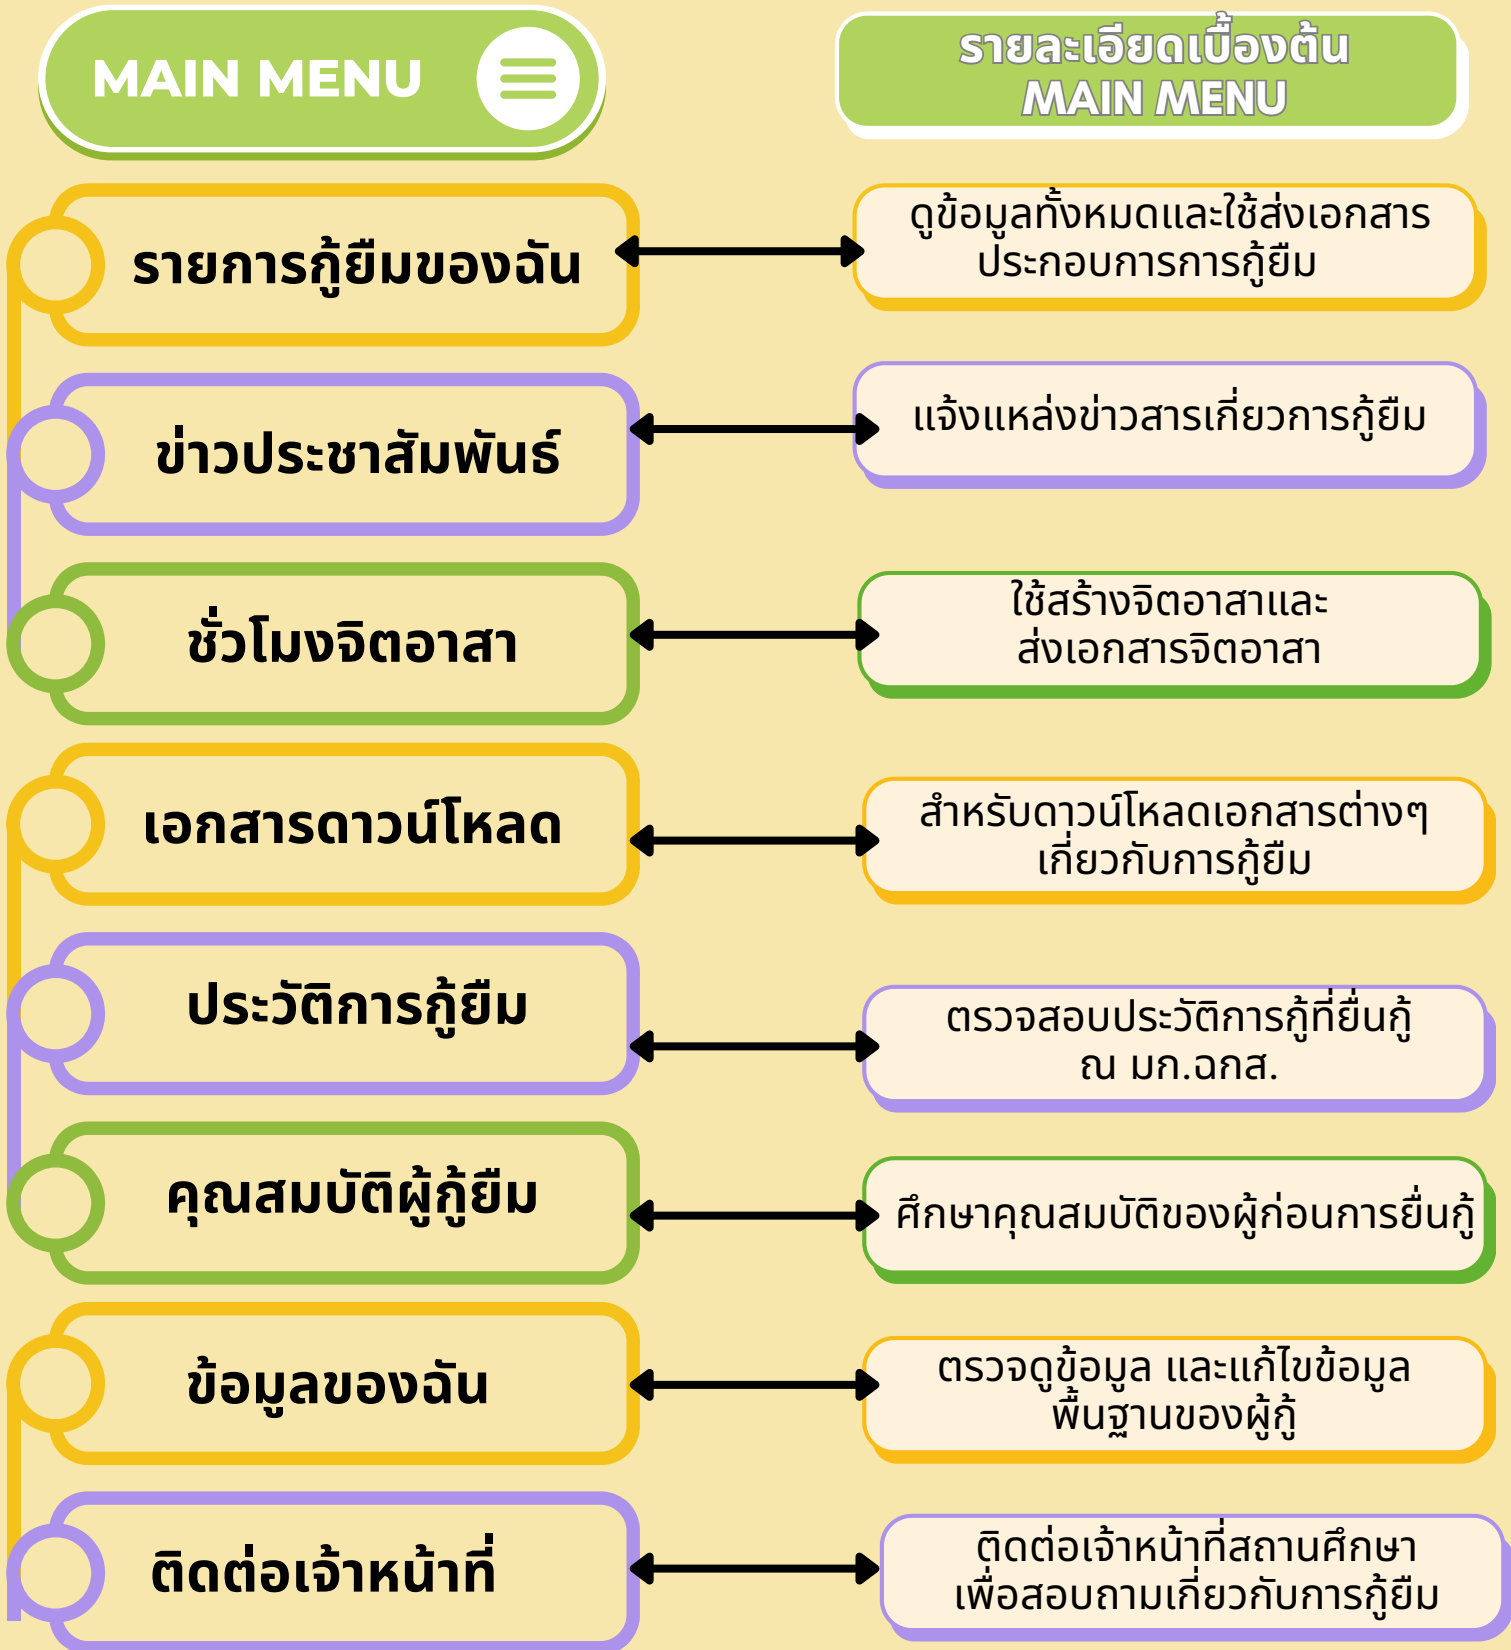 MAIN MENU
รายละเอียดเบื้องต้น
MAIN MENU
รายการกู้ยืมของฉัน
ดูข้อมูลทั้งหมดและใช้ส่งเอกสาร
ประกอบการการกู้ยืม
ข่าวประชาสัมพันธ์
แจ้งแหล่งข่าวสารเกี่ยวการกู้ยืม
ชั่วโมงจิตอาสา
ใช้สร้างจิตอาสาและ
ส่งเอกสารจิตอาสา
เอกสารดาวน์โหลด
สำหรับดาวน์โหลดเอกสารต่างๆ
เกี่ยวกับการกู้ยืม
ประวัติการกู้ยืม
ตรวจสอบประวัติการกู้ที่ยื่นกู้
ณ มก.ฉกส.
คุณสมบัติผู้กู้ยืม
ศึกษาคุณสมบัติของผู้ก่อนการยื่นกู้
ข้อมูลของฉัน
ตรวจดูข้อมูล และแก้ไขข้อมูล
พื้นฐานของผู้กู้
ติดต่อเจ้าหน้าที่
ติดต่อเจ้าหน้าที่สถานศึกษา
เพื่อสอบถามเกี่ยวกับการกู้ยืม